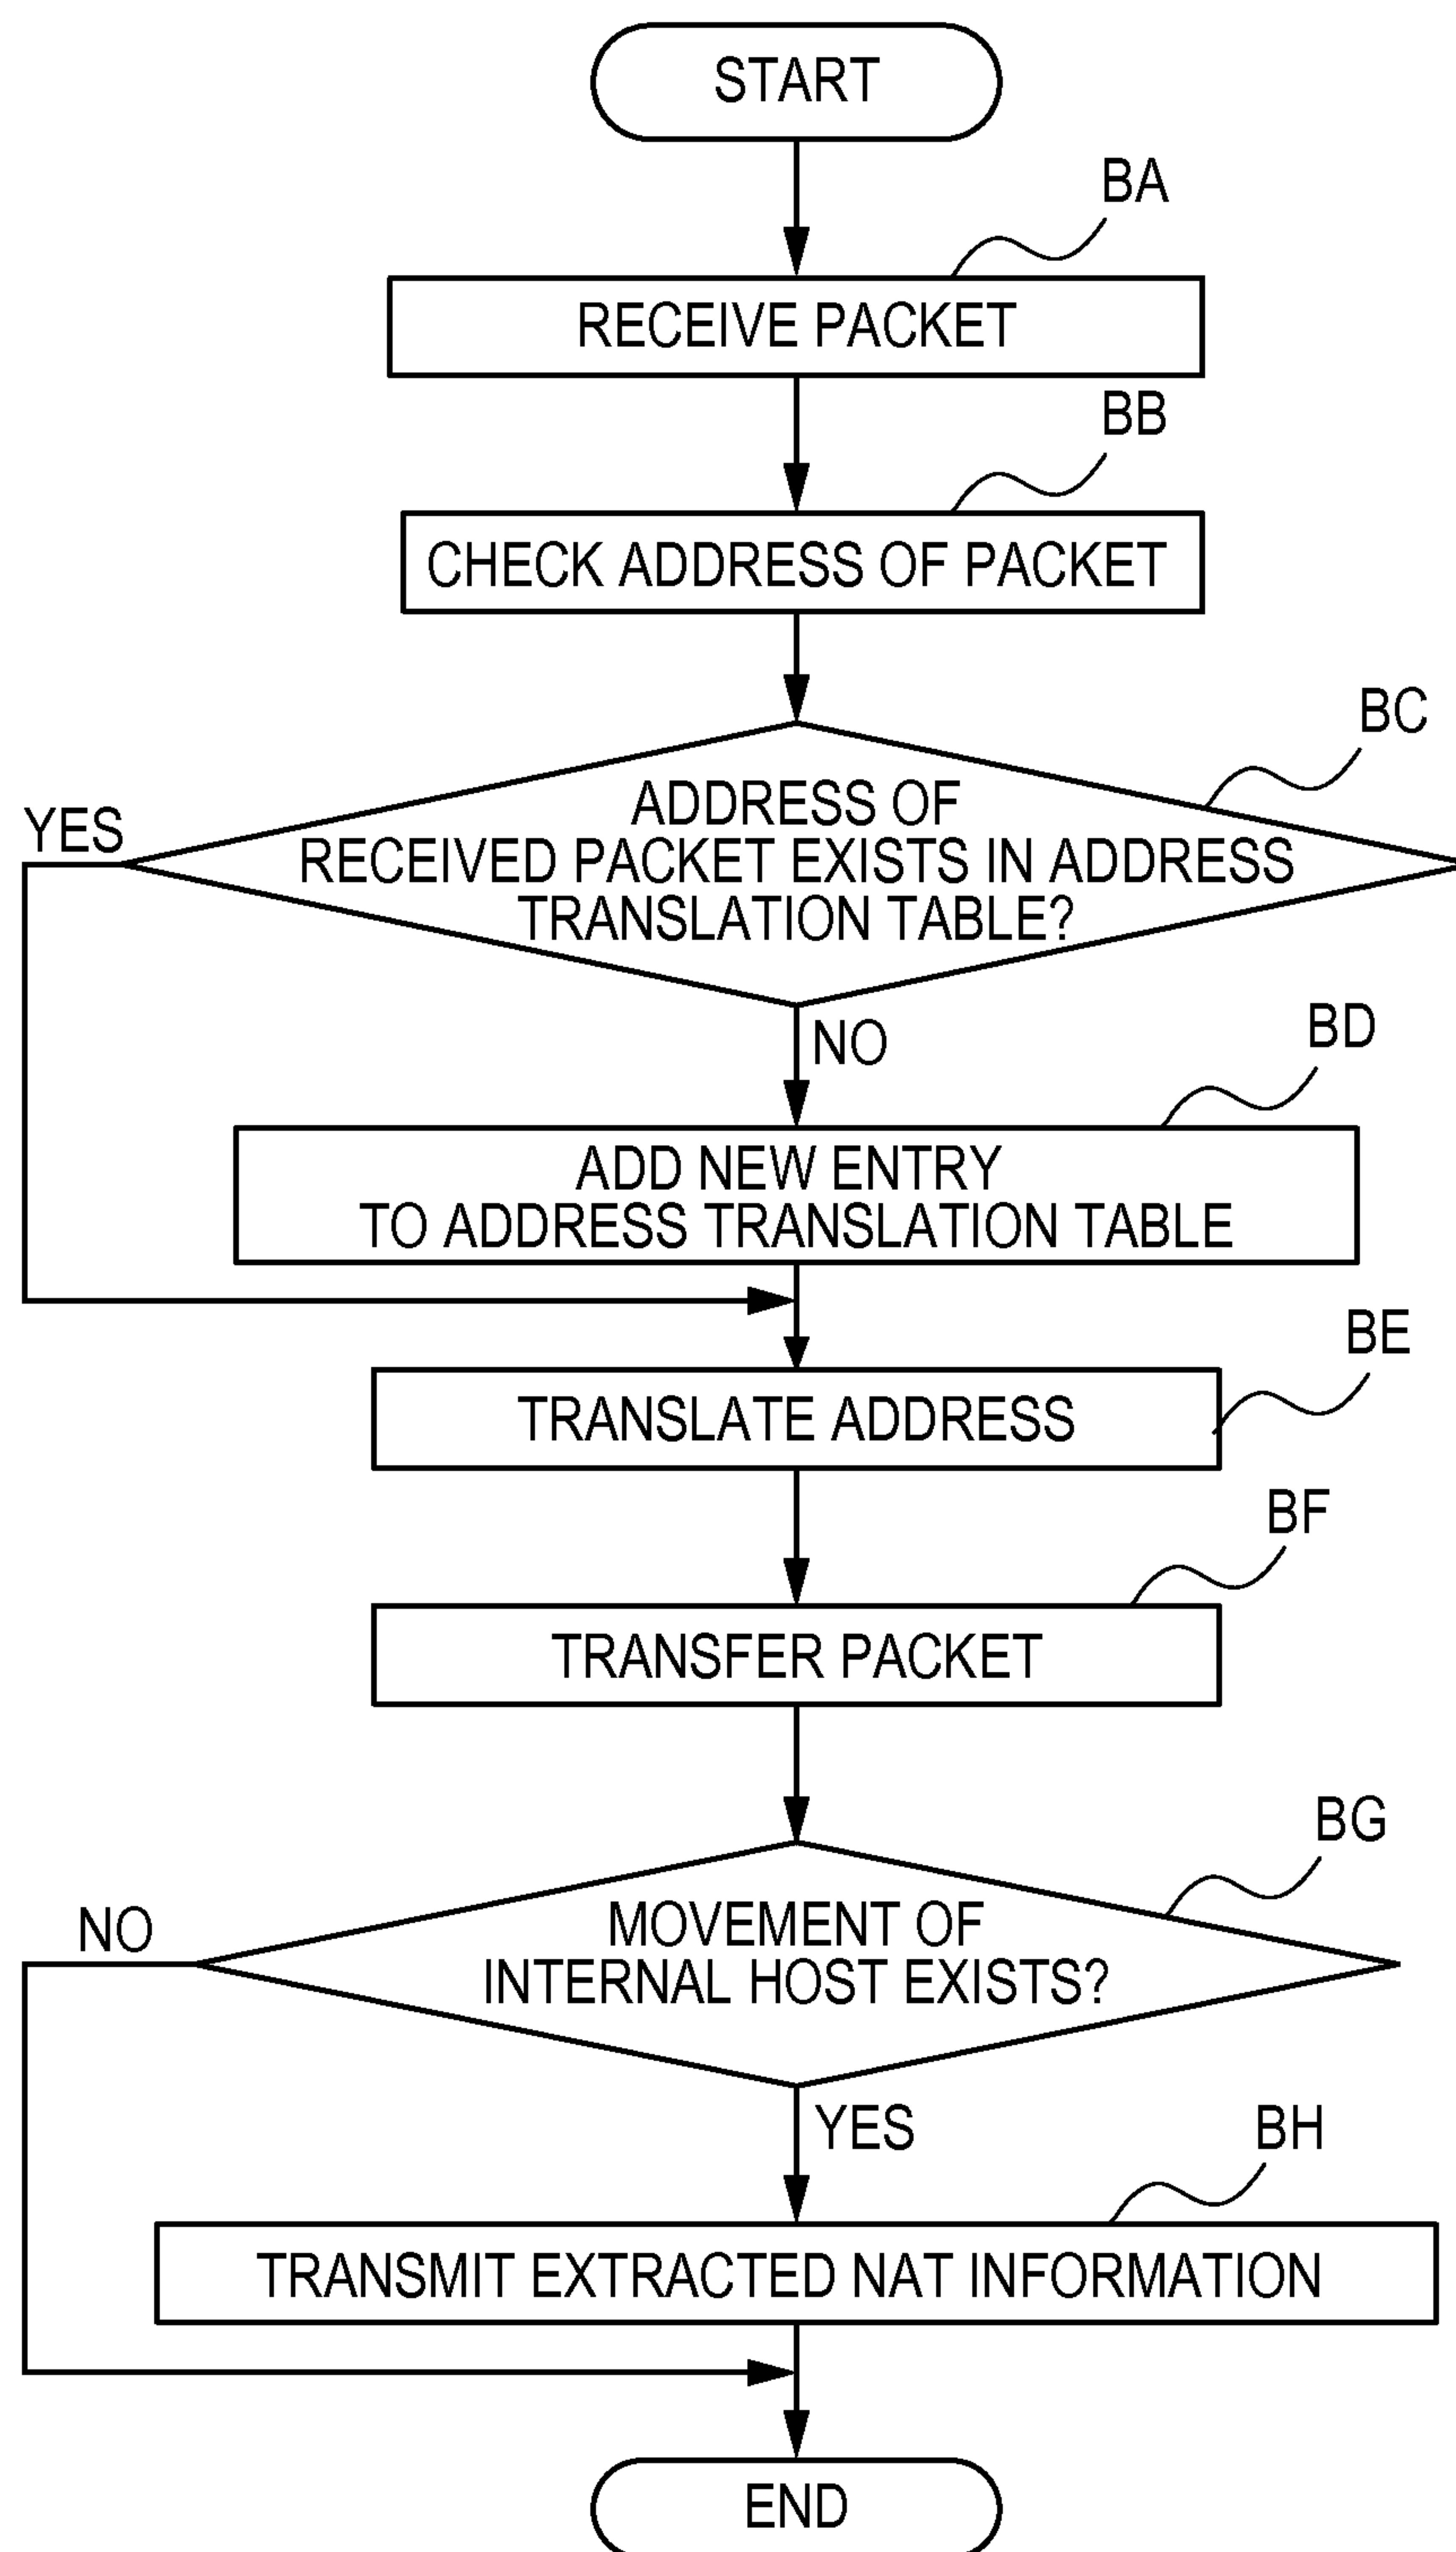 START
BA
RECEIVE PACKET
BB
CHECK ADDRESS OF PACKET
BC
YES
ADDRESS OF
RECEIVED PACKET EXISTS IN ADDRESS
TRANSLATION TABLE?
NO
BD
ADD NEW ENTRY
TO ADDRESS TRANSLATION TABLE
BE
TRANSLATE ADDRESS
BF
TRANSFER PACKET
BG
NO
MOVEMENT OF
INTERNAL HOST EXISTS?
YES
BH
TRANSMIT EXTRACTED NAT INFORMATION
END